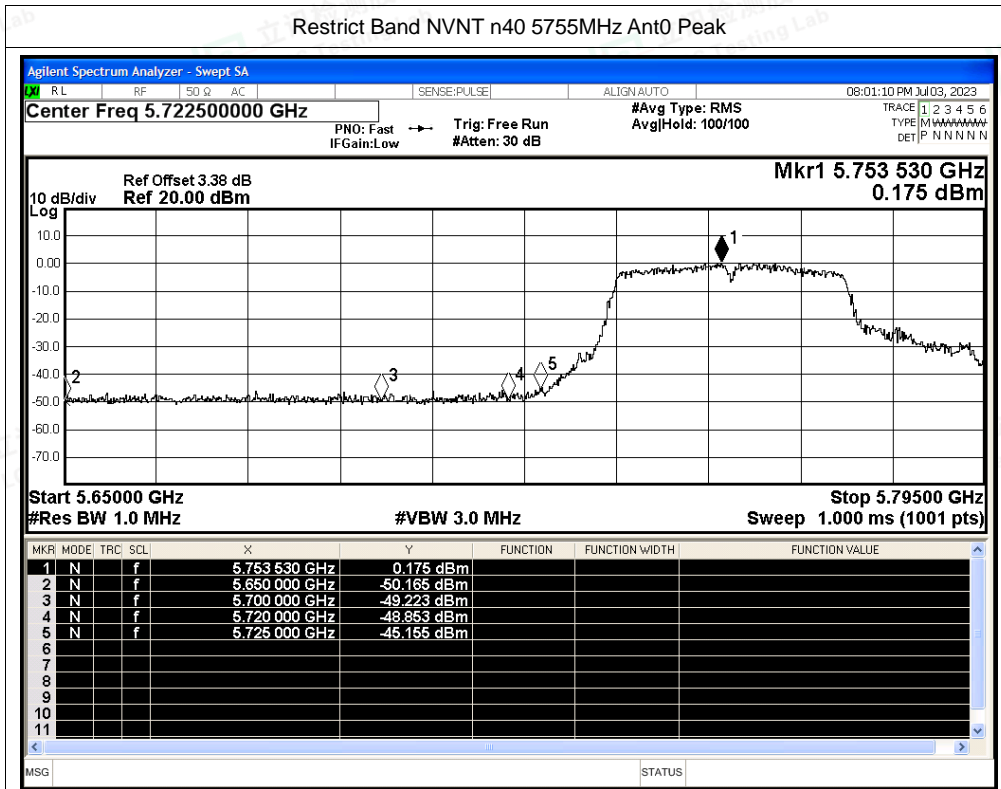 Restrict Band NVNT n40 5755MHz Ant0 Peak
Agilent Spectrum Analyzer - Swept SA
LXI RL RF 50 Ω AC SENSE:PULSE ALIGN AUTO 08:01:10 PM Jul 03, 2023
Center Freq 5.722500000 GHz #Avg Type: RMS TRACE 1 2 3 4 5 6
PNO: Fast Trig: Free Run Avg|Hold: 100/100 TYPE M
IFGain:Low #Atten: 30 dB DET P N N N N N
Mkr1 5.753 530 GHz
Ref Offset 3.38 dB
10 dB/div Ref 20.00 dBm 0.175 dBm
Log
10.0
1
0.00
-10.0
-20.0
-30.0
-40.0
2 3 4 5
-50.0
-60.0
-70.0
Start 5.65000 GHz Stop 5.79500 GHz
#Res BW 1.0 MHz #VBW 3.0 MHz Sweep 1.000 ms (1001 pts)
MKR MODE TRC SCL X Y FUNCTION FUNCTION WIDTH FUNCTION VALUE
1 N f 5.753 530 GHz 0.175 dBm
2 N f 5.650 000 GHz -50.165 dBm
3 N f 5.700 000 GHz -49.223 dBm
4 N f 5.720 000 GHz -48.853 dBm
5 N f 5.725 000 GHz -45.155 dBm
6
7
8
9
10
11
MSG STATUS